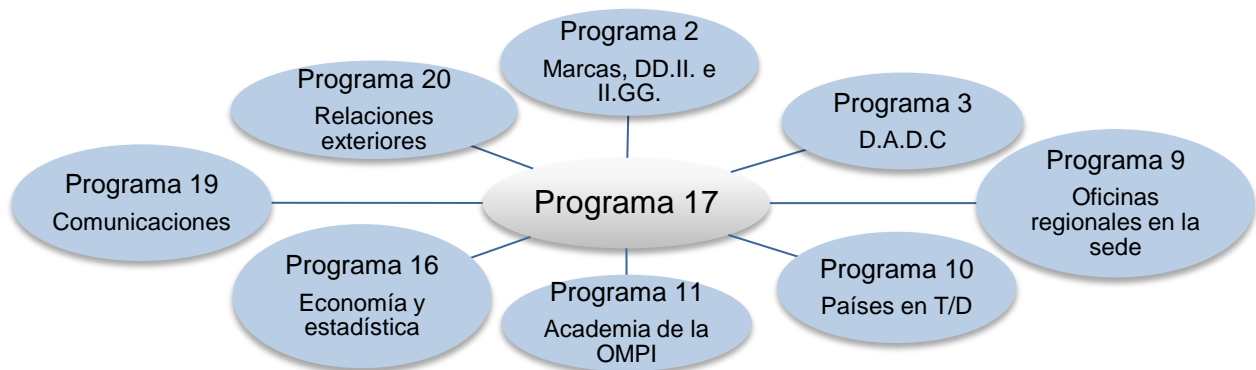 Programa 2
Marcas, DD.II. e
II.GG.
Programa 20
Relaciones
exteriores
Programa 3
D.A.D.C
Programa 19
Comunicaciones
Programa 17
Programa 9
Oficinas
regionales en la
sede
Programa 16
Economía y
estadística
Programa 11
Academia de la
OMPI
Programa 10
Países en T/D